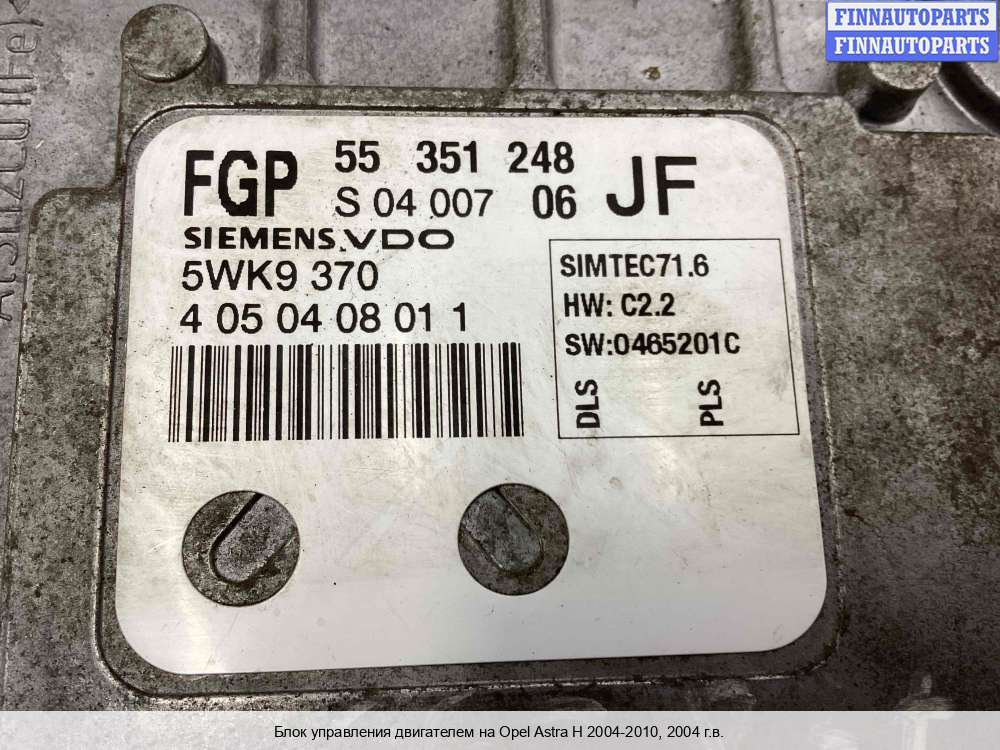 FINNAUTOPARTS
FINNAUTOPARTS
FGP 55 351 248 JF
S 04 007 06
SIEMENS VDO
5WK9 370
4 05 04 08 01 1
SIMTEC71.6
HW: C2.2
SW:0465201C
DLS PLS
Блок управления двигателем на Opel Astra H 2004-2010, 2004 г.в.